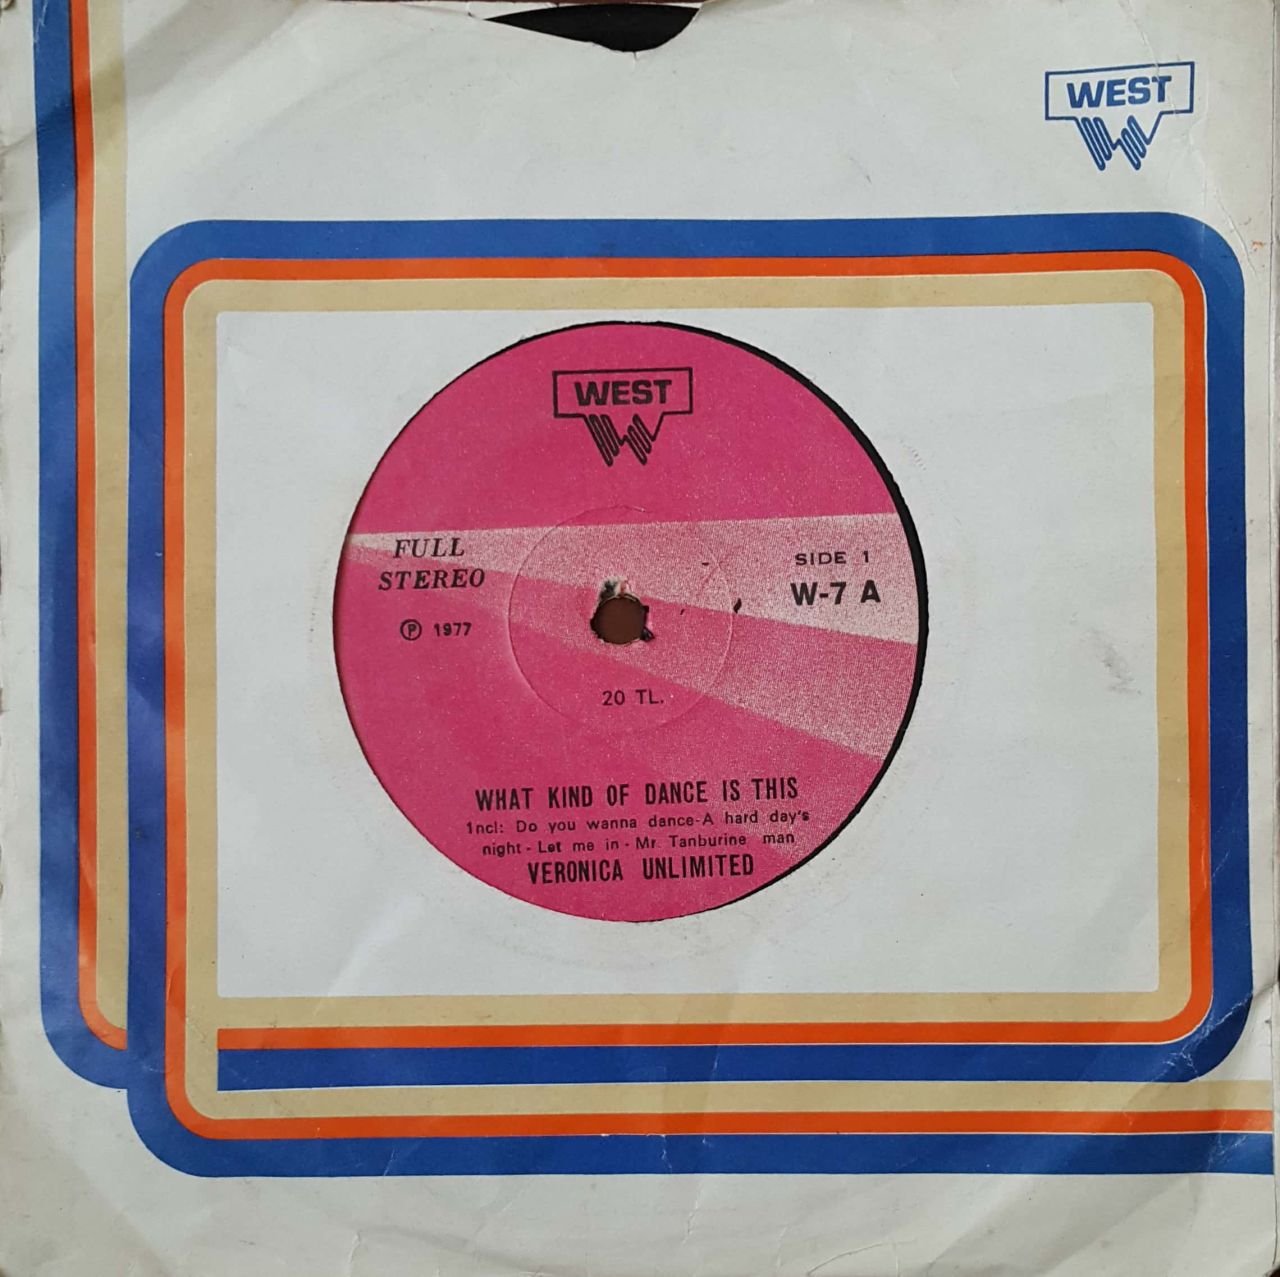 WEST
WEST
FULL
STEREO
Ⓟ 1977
SIDE 1
W-7 A
20 TL.
WHAT KIND OF DANCE IS THIS
1ncl: Do you wanna dance-A hard day's
night - Let me in - Mr. Tanburine man
VERONICA UNLIMITED